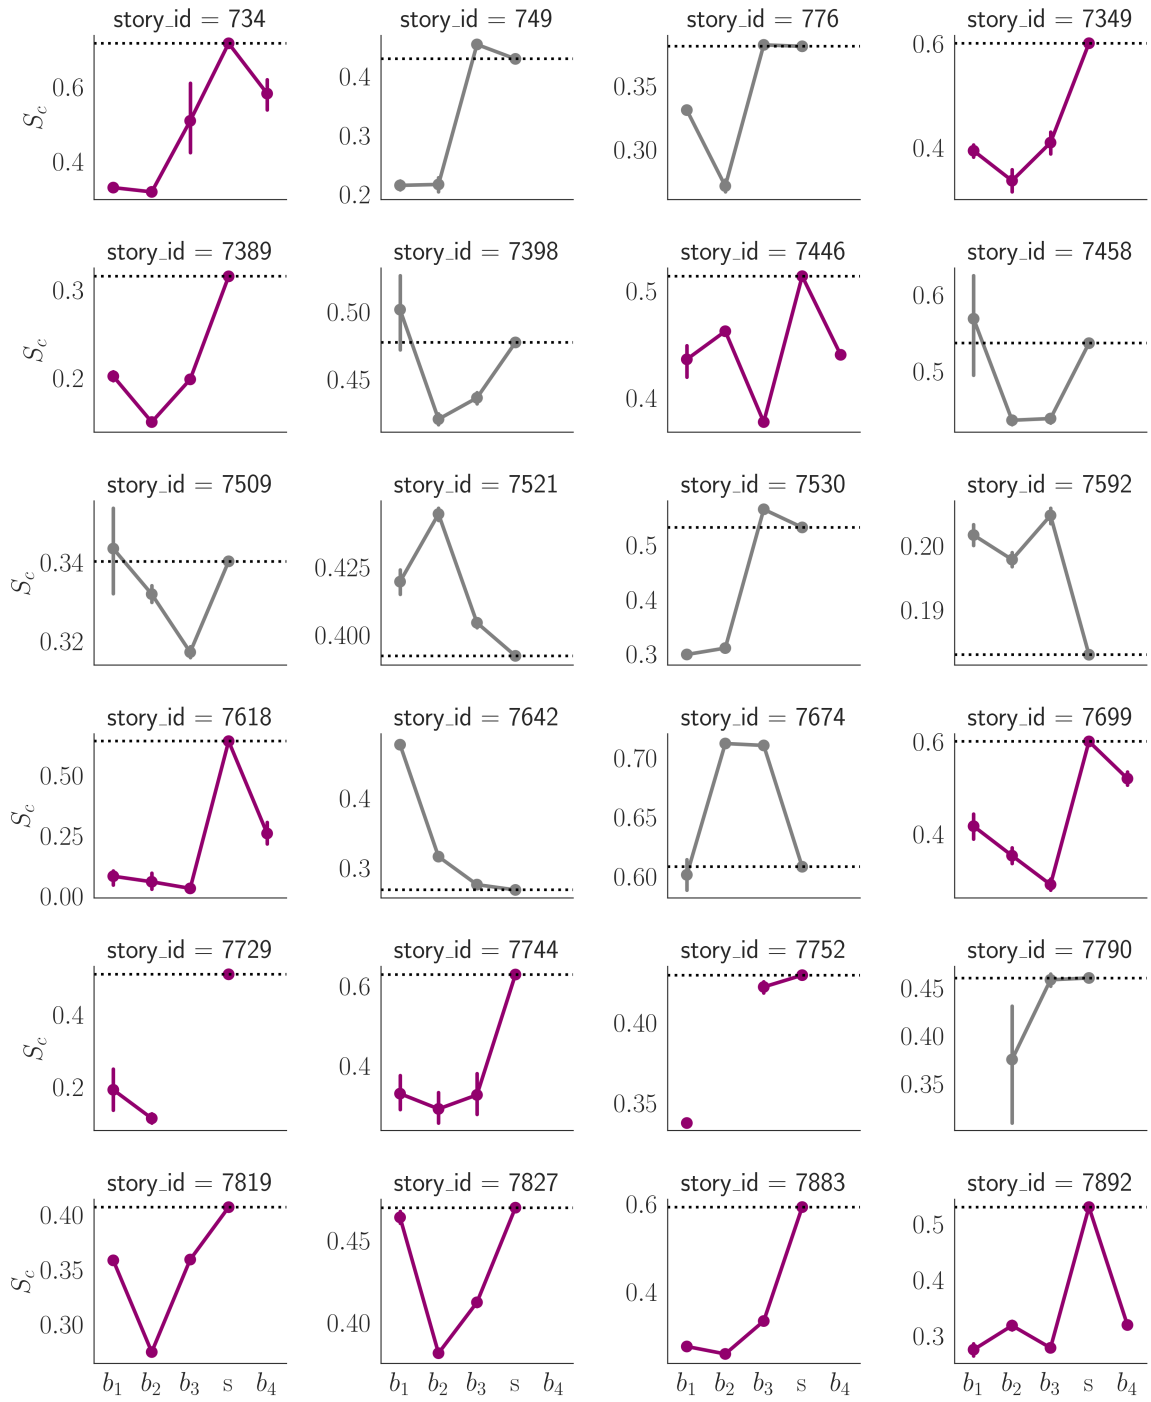 story_id = 734
story_id = 749
story_id = 776
story_id = 7349
S_c
0.6
0.4
0.4
0.3
0.2
0.35
0.30
0.6
0.4
story_id = 7389
story_id = 7398
story_id = 7446
story_id = 7458
S_c
0.3
0.2
0.50
0.45
0.5
0.4
0.6
0.5
story_id = 7509
story_id = 7521
story_id = 7530
story_id = 7592
S_c
0.34
0.32
0.425
0.400
0.5
0.4
0.3
0.20
0.19
story_id = 7618
story_id = 7642
story_id = 7674
story_id = 7699
S_c
0.50
0.25
0.00
0.4
0.3
0.70
0.65
0.60
0.6
0.4
story_id = 7729
story_id = 7744
story_id = 7752
story_id = 7790
S_c
0.4
0.2
0.6
0.4
0.40
0.35
0.45
0.40
0.35
story_id = 7819
story_id = 7827
story_id = 7883
story_id = 7892
S_c
0.40
0.35
0.30
0.45
0.40
0.6
0.4
0.5
0.4
0.3
b_1 b_2 b_3 s b_4
b_1 b_2 b_3 s b_4
b_1 b_2 b_3 s b_4
b_1 b_2 b_3 s b_4